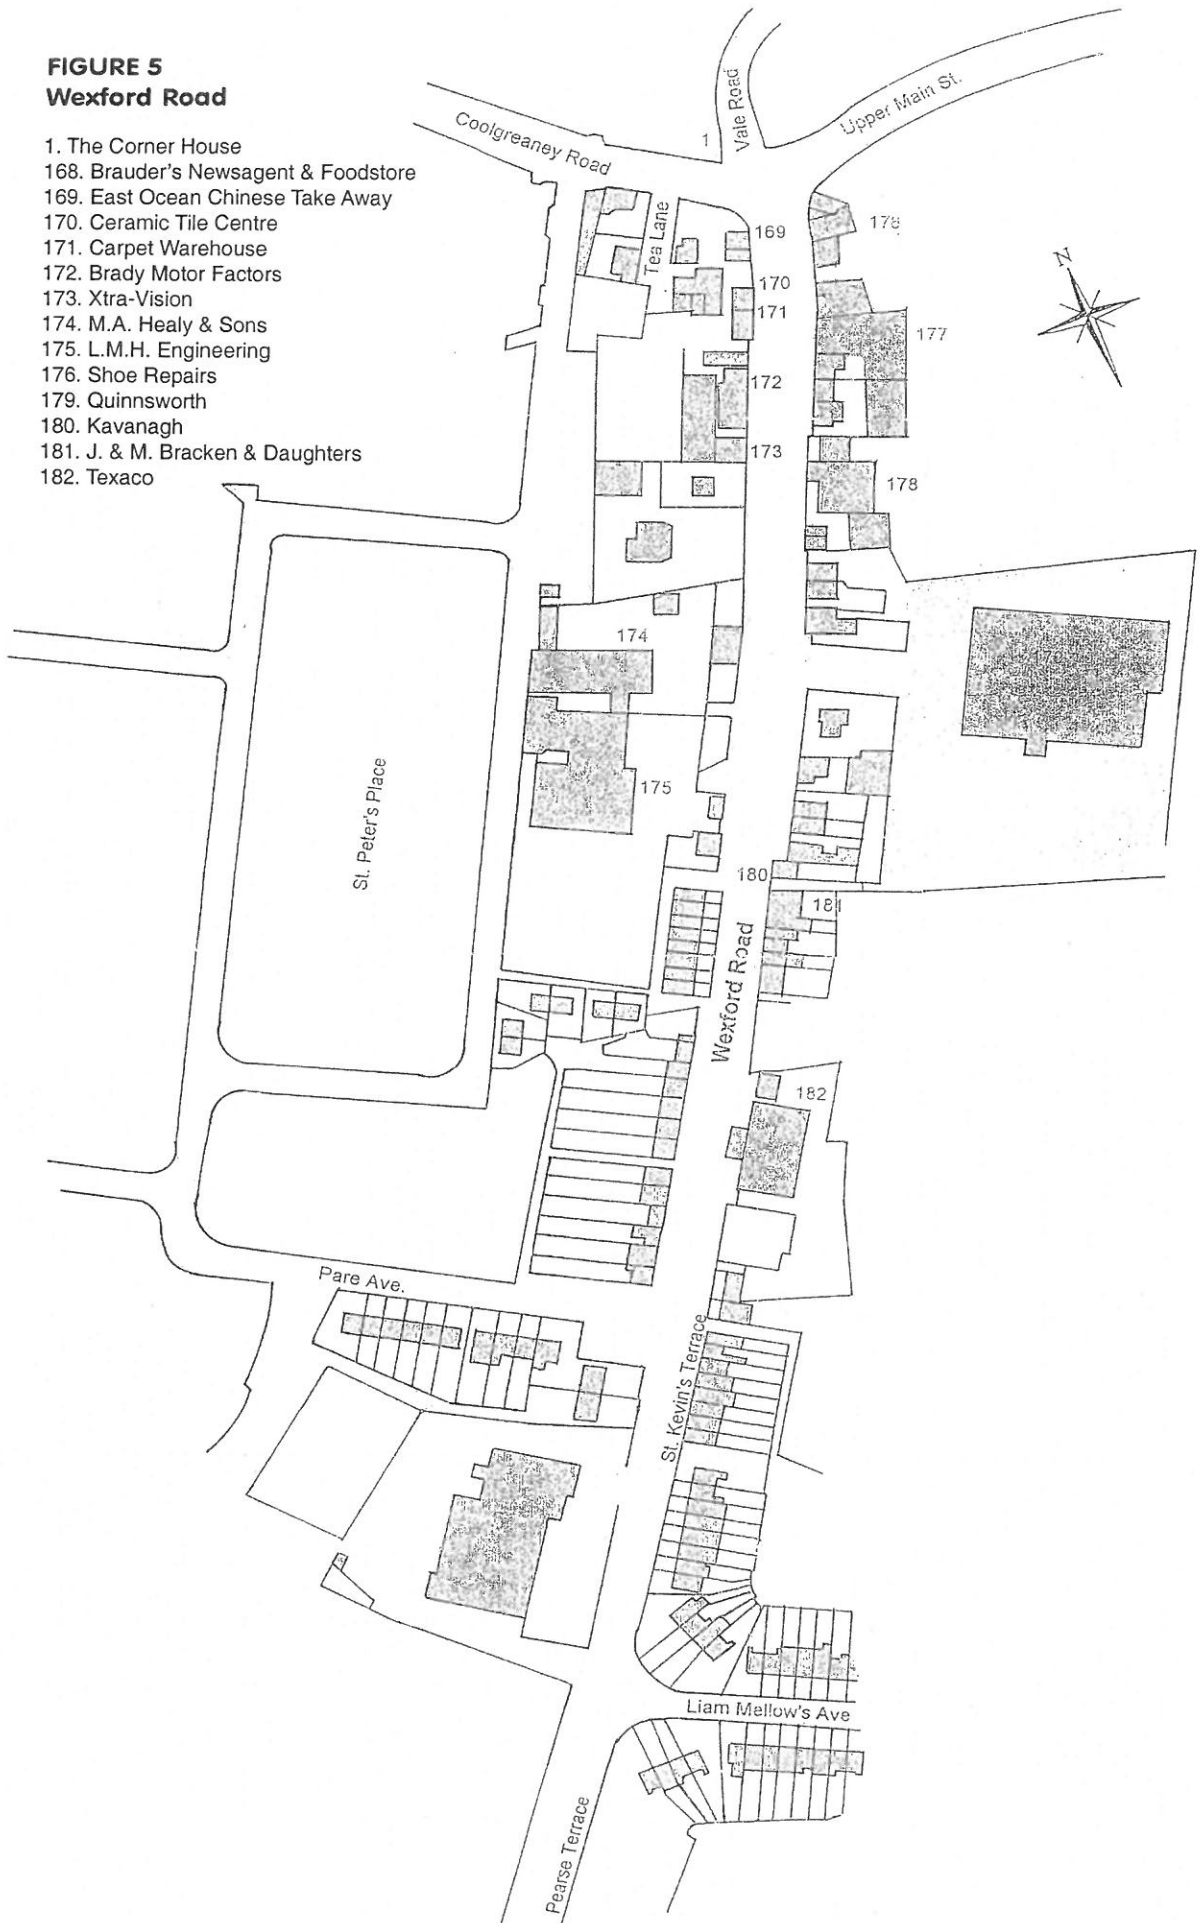 FIGURE 5
Wexford Road
1. The Corner House
168. Brauder's Newsagent & Foodstore
169. East Ocean Chinese Take Away
170. Ceramic Tile Centre
171. Carpet Warehouse
172. Brady Motor Factors
173. Xtra-Vision
174. M.A. Healy & Sons
175. L.M.H. Engineering
176. Shoe Repairs
179. Quinnsworth
180. Kavanagh
181. J. & M. Bracken & Daughters
182. Texaco
Coolgreaney Road
1
Vale Road
Upper Main St.
Tea Lane
169
176
N
170
171
177
172
173
178
174
179
175
St. Peter's Place
180
181
Wexford Road
182
Pare Ave.
St. Kevin's Terrace
Liam Mellow's Ave
Pearse Terrace